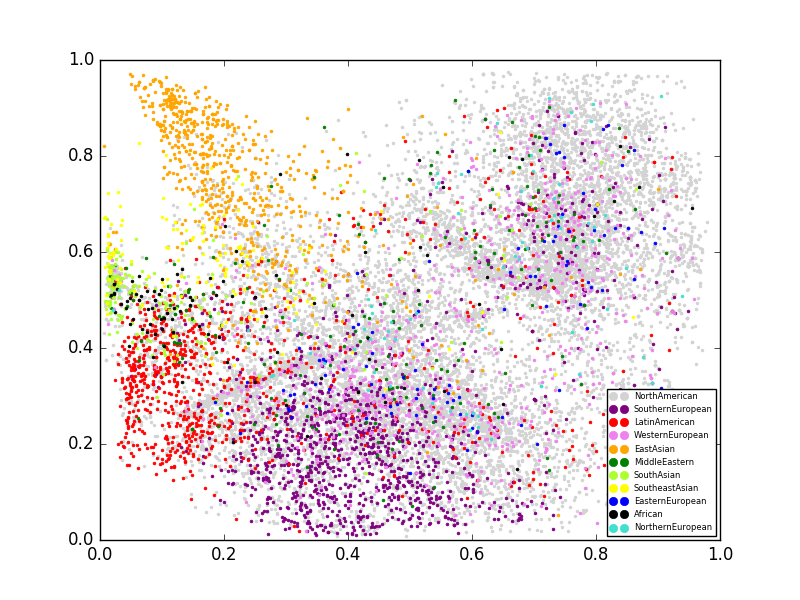 1.0
0.8
0.6
0.4
0.2
0.0
0.0 0.2 0.4 0.6 0.8 1.0
NorthAmerican
SouthernEuropean
LatinAmerican
WesternEuropean
EastAsian
MiddleEastern
SouthAsian
SoutheastAsian
EasternEuropean
African
NorthernEuropean